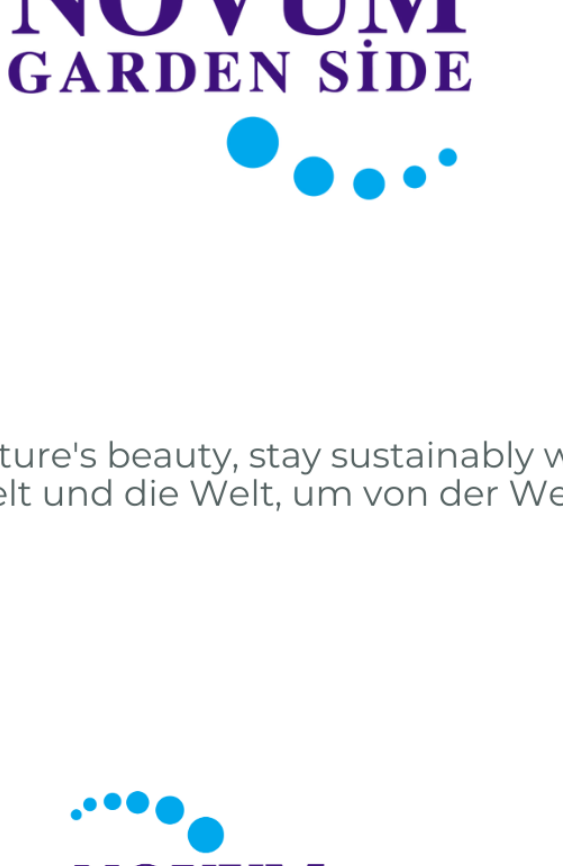 NOVUM
GARDEN SİDE
ture's beauty, stay sustainably w
elt und die Welt, um von der We